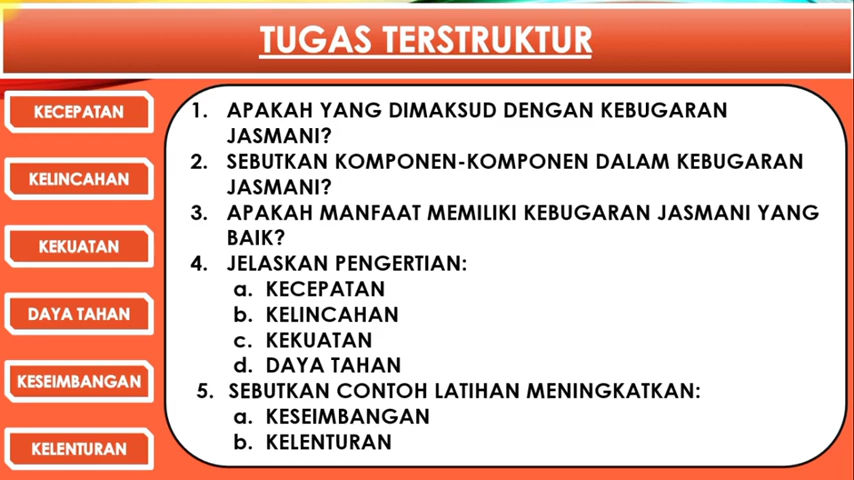 TUGAS TERSTRUKTUR
KECEPATAN
KELINCAHAN
KEKUATAN
DAYA TAHAN
KESEIMBANGAN
KELENTURAN
1. APAKAH YANG DIMAKSUD DENGAN KEBUGARAN
JASMANI?
2. SEBUTKAN KOMPONEN-KOMPONEN DALAM KEBUGARAN
JASMANI?
3. APAKAH MANFAAT MEMILIKI KEBUGARAN JASMANI YANG
BAIK?
4. JELASKAN PENGERTIAN:
a. KECEPATAN
b. KELINCAHAN
c. KEKUATAN
d. DAYA TAHAN
5. SEBUTKAN CONTOH LATIHAN MENINGKATKAN:
a. KESEIMBANGAN
b. KELENTURAN